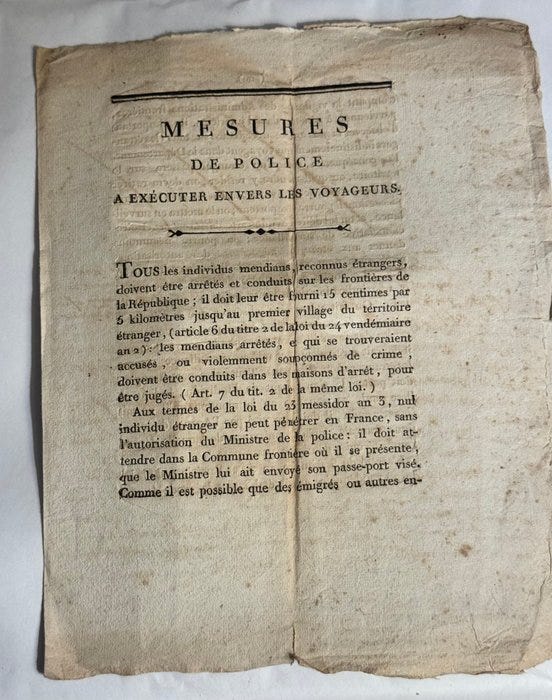 MESURES
DE POLICE
A EXÉCUTER ENVERS LES VOYAGEURS.
TOUS les individus mendians, reconnus étrangers,
doivent être arrêtés et conduits sur les frontières de
la République ; il doit leur être fourni 15 centimes par
5 kilomètres jusqu'au premier village du térritoire
étranger, (article 6 du titre 2 de la loi du 24 vendémiaire
an 2) : les mendians arrêtés, e qui se trouveraient
accusés, ou violemment soupçonnés de crime,
doivent être conduits dans les maisons d'arrêt, pour
être jugés. ( Art. 7 du tit. 2 de la même loi. )
Aux termes de la loi du 23 messidor an 3, nul
individu étranger ne peut pénétrer en France, sans
l'autorisation du Ministre de la police : il doit at-
tendre dans la Commune frontière où il se présente,
que le Ministre lui ait envoyé son passe-port visé.
Comme il est possible que des émigrés ou autres en-